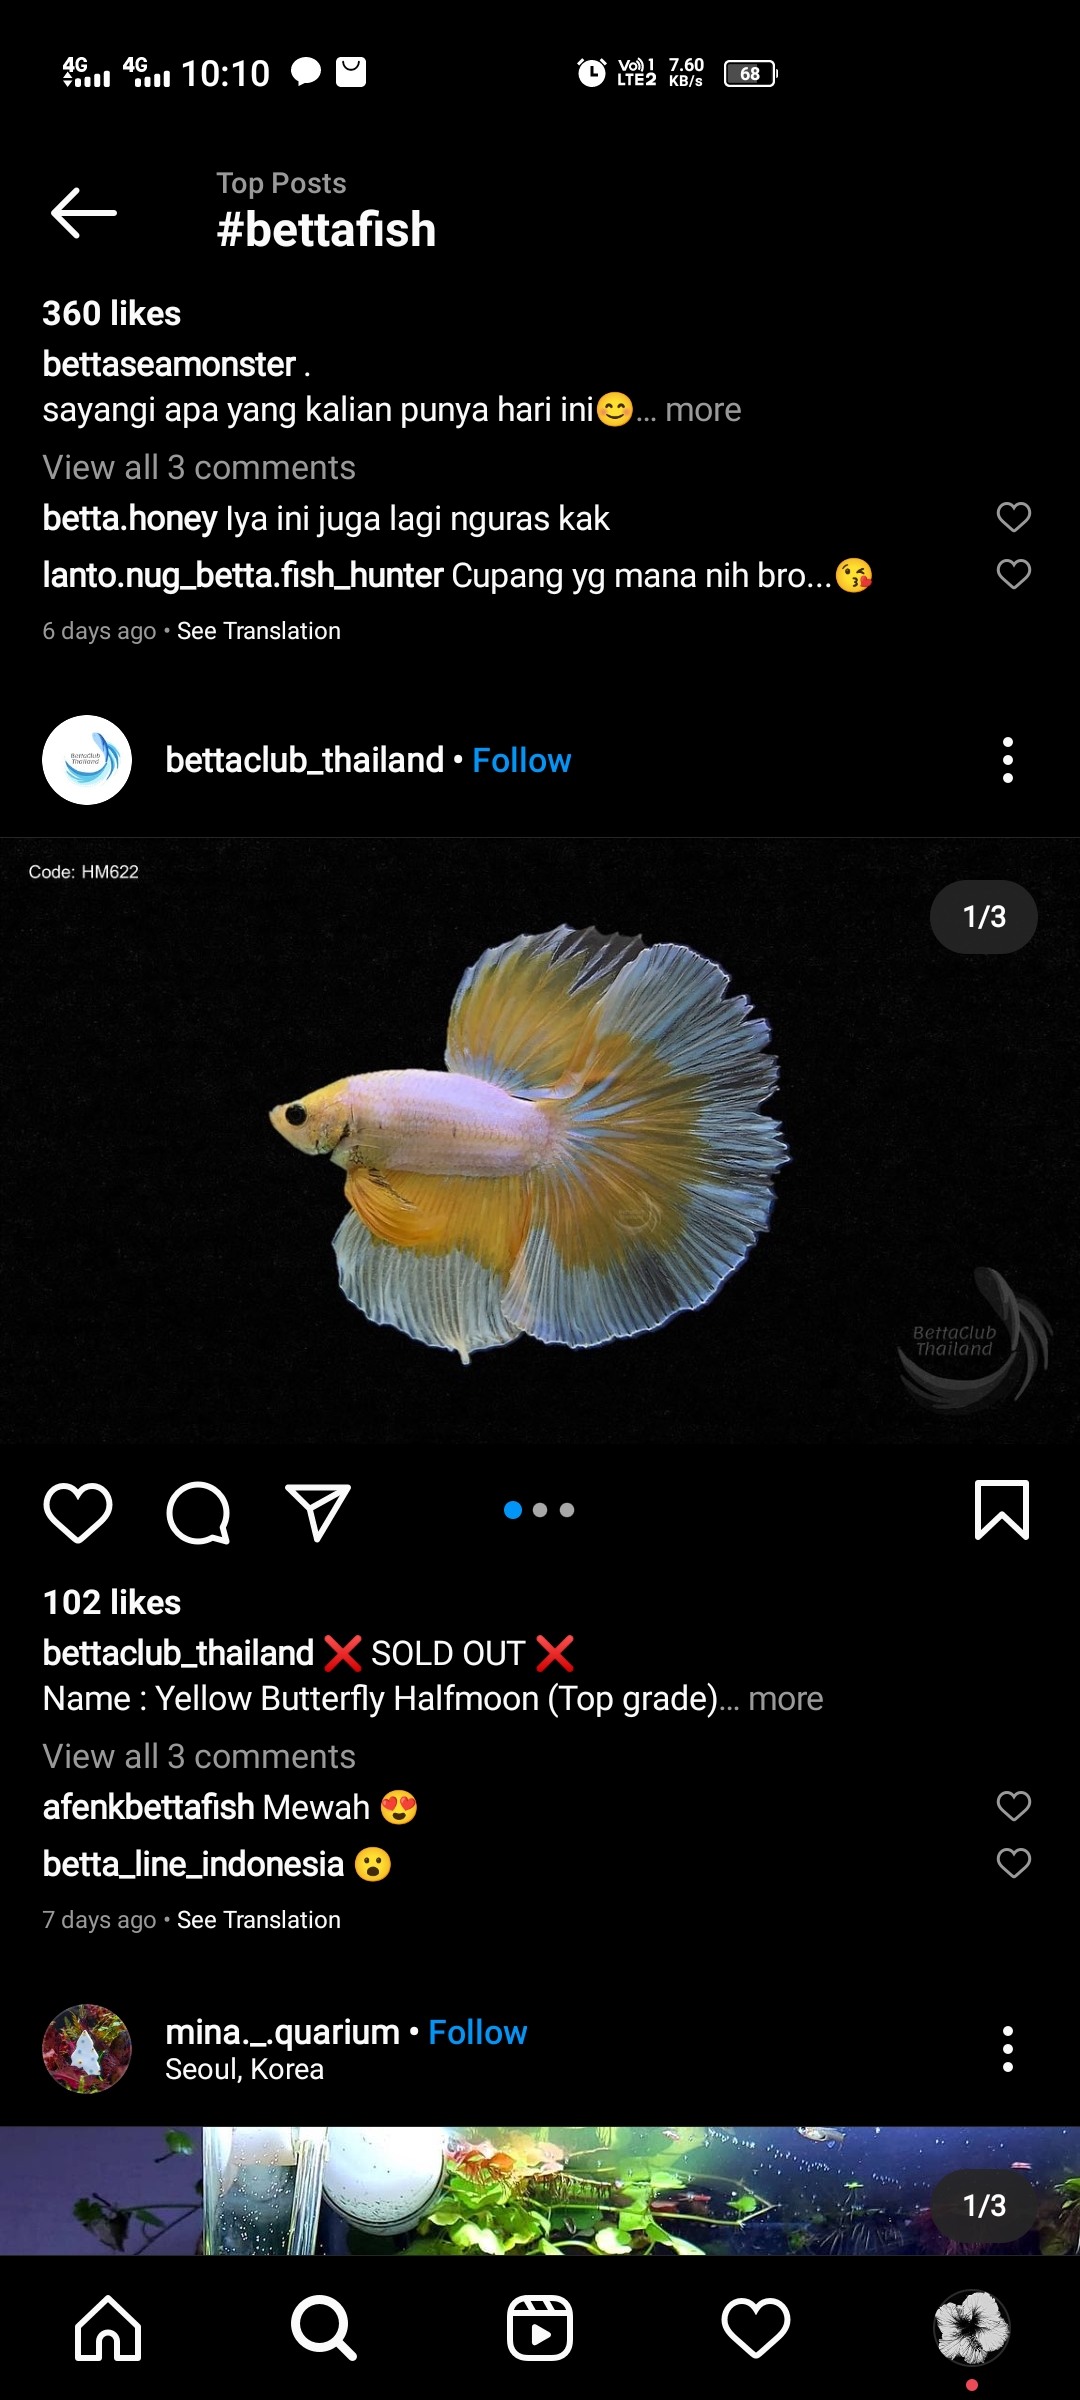 4G 4G 10:10 Vo) 1 LTE2 7.60 KB/s 68
Top Posts
#bettafish
360 likes
bettaseamonster .
sayangi apa yang kalian punya hari ini😊... more
View all 3 comments
betta.honey Iya ini juga lagi nguras kak
lanto.nug_betta.fish_hunter Cupang yg mana nih bro...😘
6 days ago • See Translation
BettaClub
Thailand
bettaclub_thailand • Follow
Code: HM622
1/3
BettaClub
Thailand
102 likes
bettaclub_thailand ❌ SOLD OUT ❌
Name : Yellow Butterfly Halfmoon (Top grade)... more
View all 3 comments
afenkbettafish Mewah 😍
betta_line_indonesia 😮
7 days ago • See Translation
mina._.quarium • Follow
Seoul, Korea
1/3